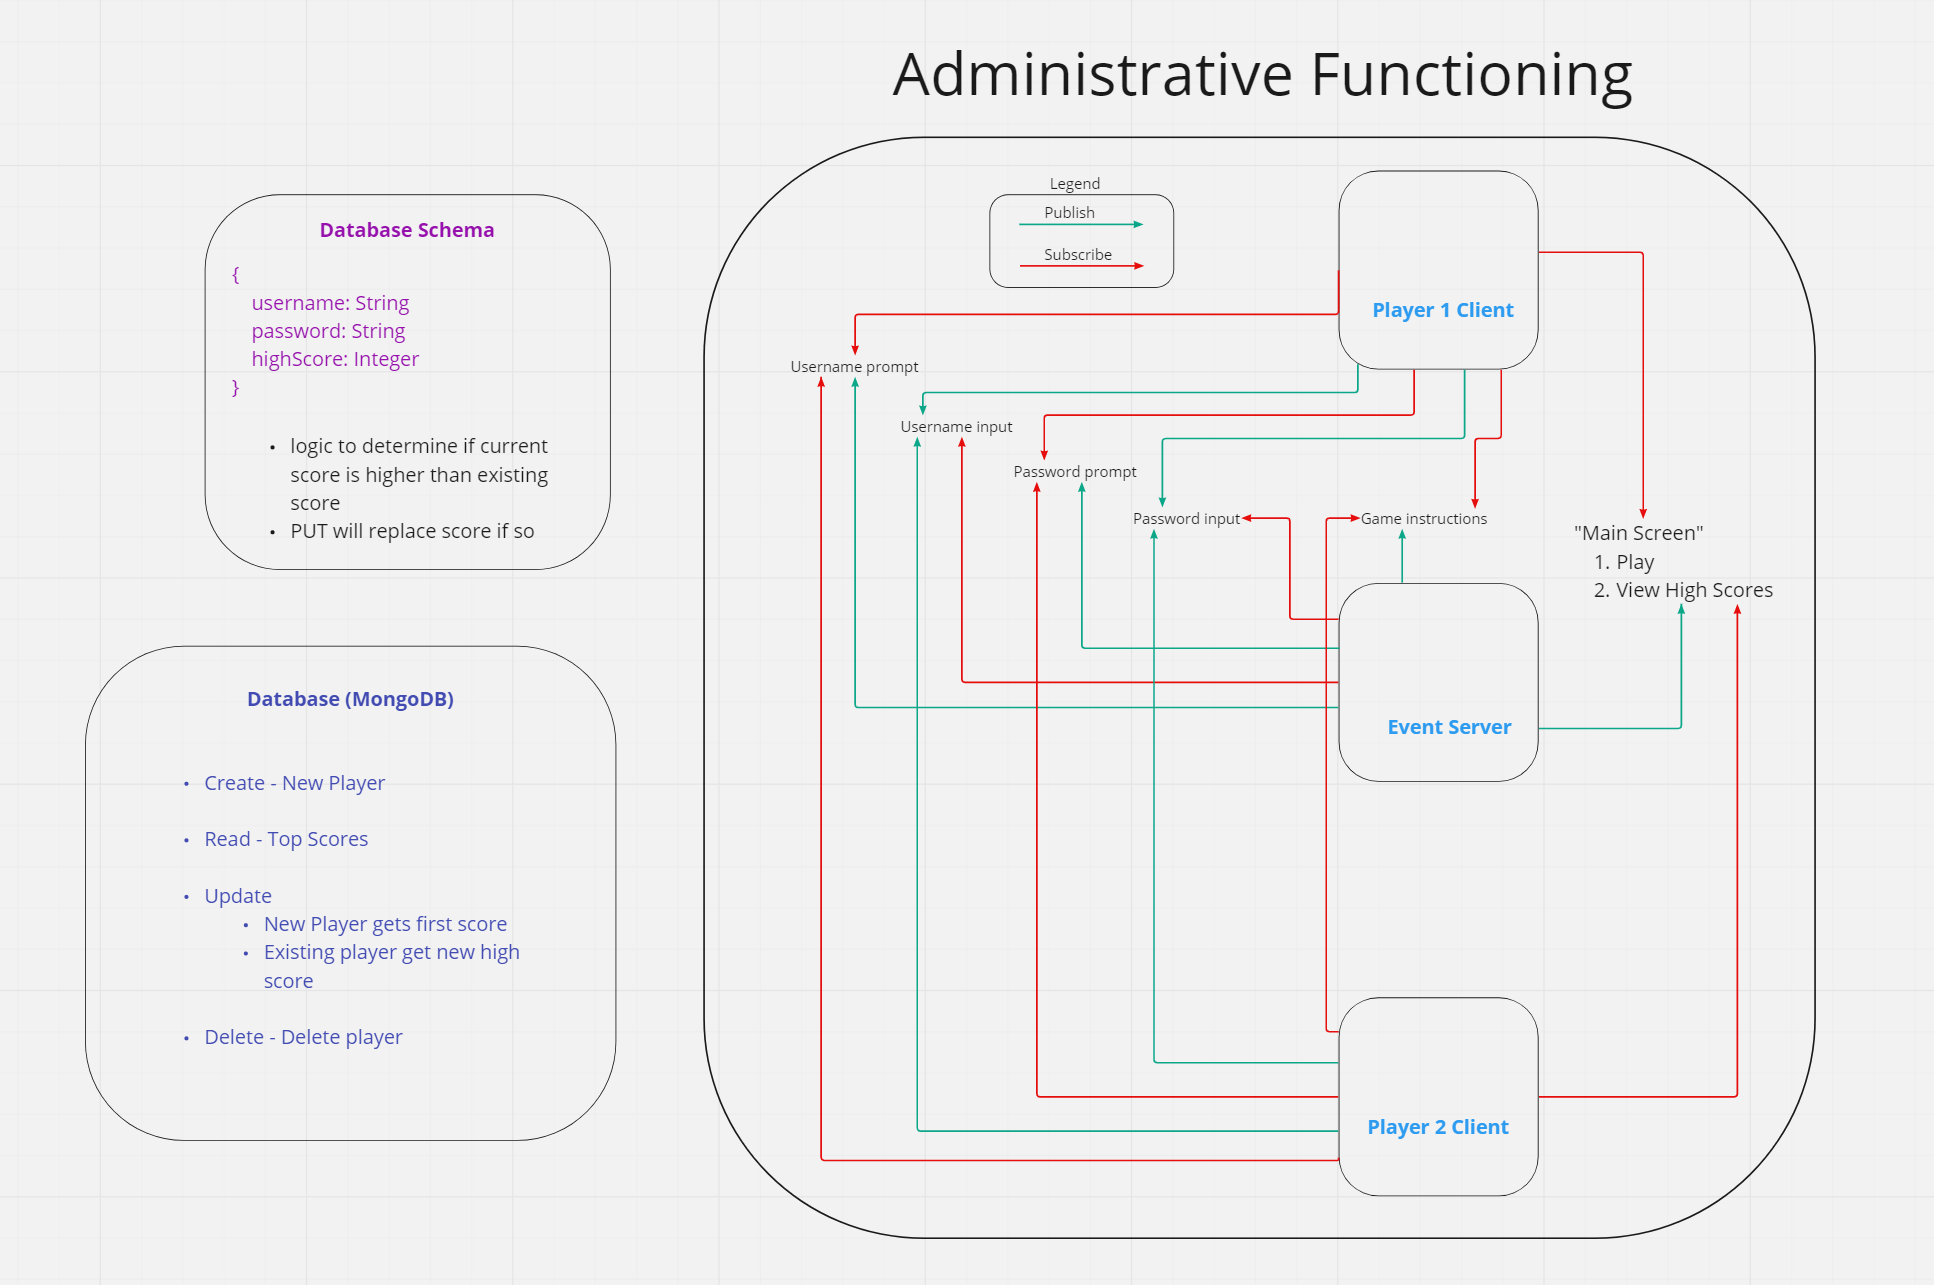 Administrative Functioning
Database Schema
{
username: String
password: String
highScore: Integer
}
• logic to determine if current
score is higher than existing
score
• PUT will replace score if so
Database (MongoDB)
• Create - New Player
• Read - Top Scores
• Update
• New Player gets first score
• Existing player get new high
score
• Delete - Delete player
Legend
Publish
Subscribe
Player 1 Client
Username prompt
Username input
Password prompt
Password input
Game instructions
"Main Screen"
1. Play
2. View High Scores
Event Server
Player 2 Client